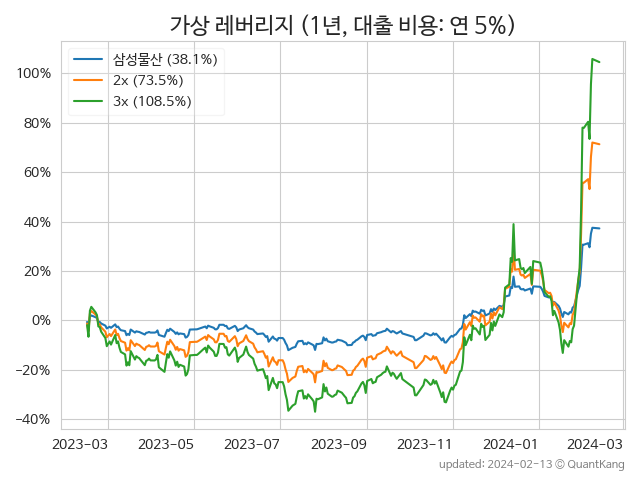 가상 레버리지 (1년, 대출 비용: 연 5%)
삼성물산 (38.1%)
2x (73.5%)
3x (108.5%)
100%
80%
60%
40%
20%
0%
−20%
−40%
2023-03 2023-05 2023-07 2023-09 2023-11 2024-01 2024-03
updated: 2024-02-13 ⓒ QuantKang